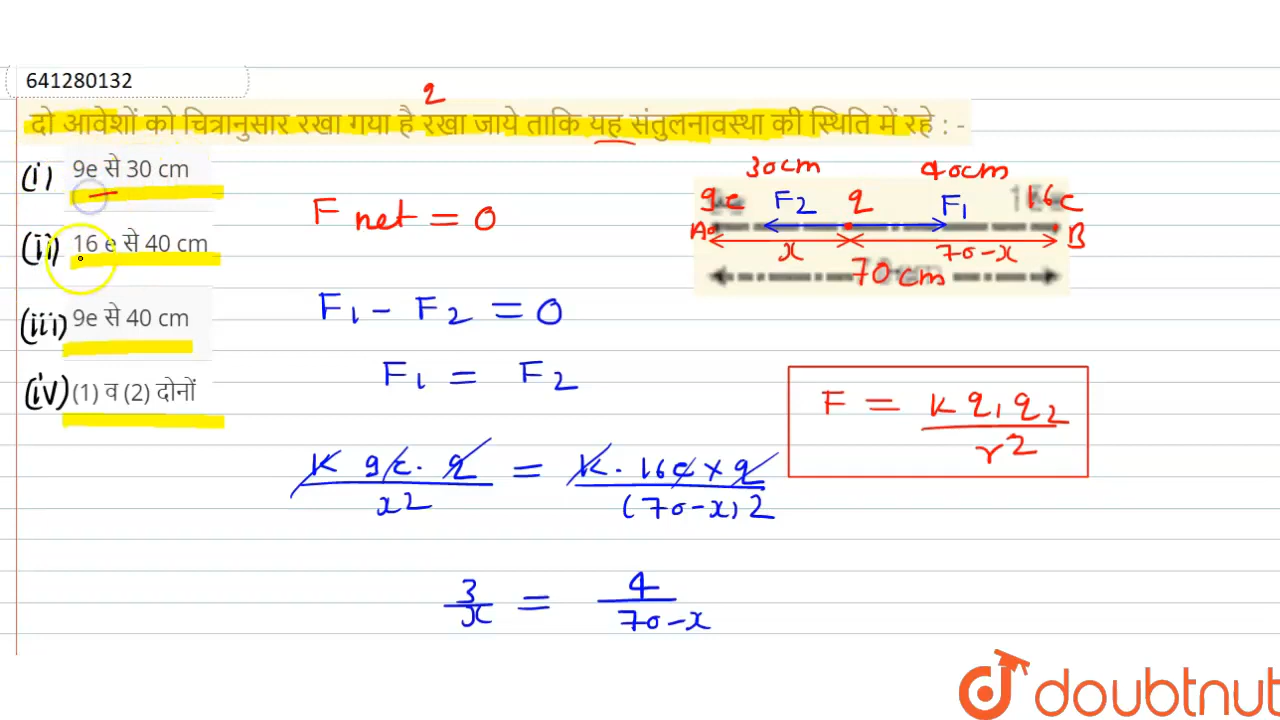 641280132
q
दो आवेशों को चित्रानुसार रखा गया है रखा जाये ताकि यह संतुलनावस्था की स्थिति में रहे : -
(i) 9e से 30 cm
(ii) 16 e से 40 cm
(iii) 9e से 40 cm
(iv) (1) व (2) दोनों
30cm 40cm
9e F2 q F1 16e
A B
x 70-x
70cm
F net = 0
F1 - F2 = 0
F1 = F2
F = K q1 q2
r2
K 9e. q = K. 16e x q
x2 (70-x)2
3 = 4
x 70-x
doubtnut